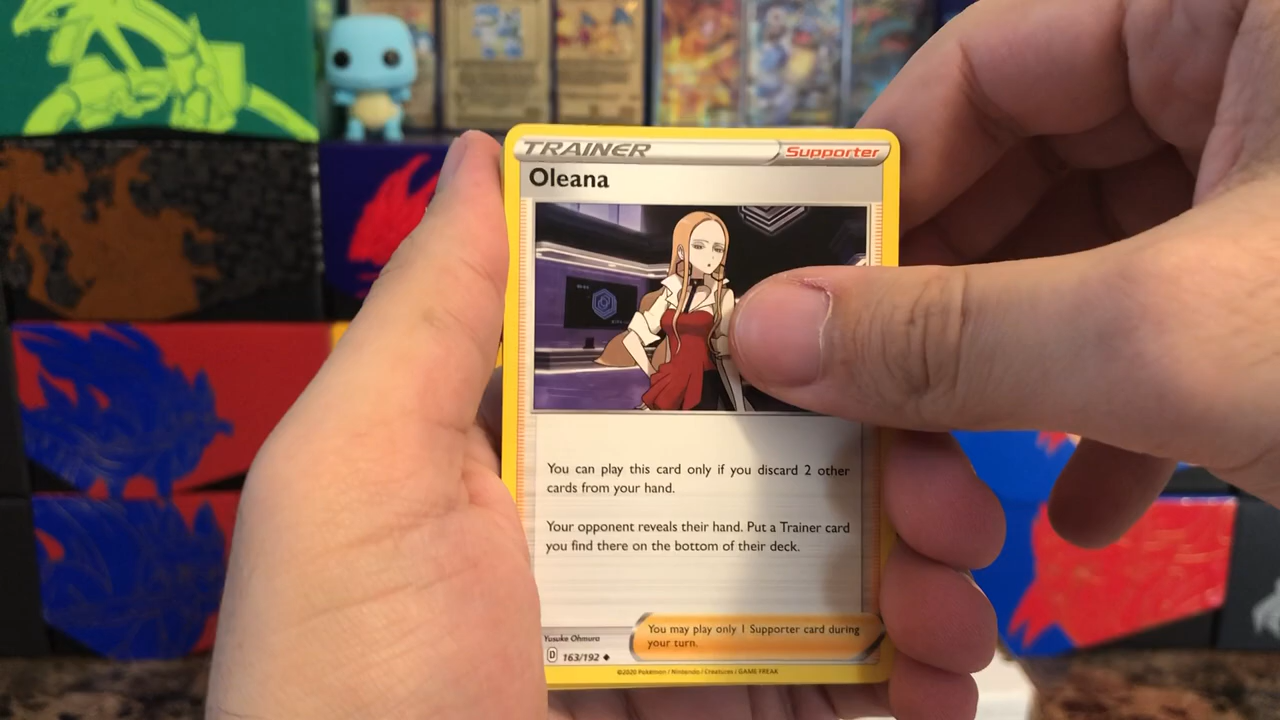 TRAINER
Supporter
Oleana
You can play this card only if you discard 2 other
cards from your hand.
Your opponent reveals their hand. Put a Trainer card
you find there on the bottom of their deck.
Yusuke Ohmura
D 163/192
You may play only 1 Supporter card during
your turn.
©2020 Pokémon / Nintendo / Creatures / GAME FREAK